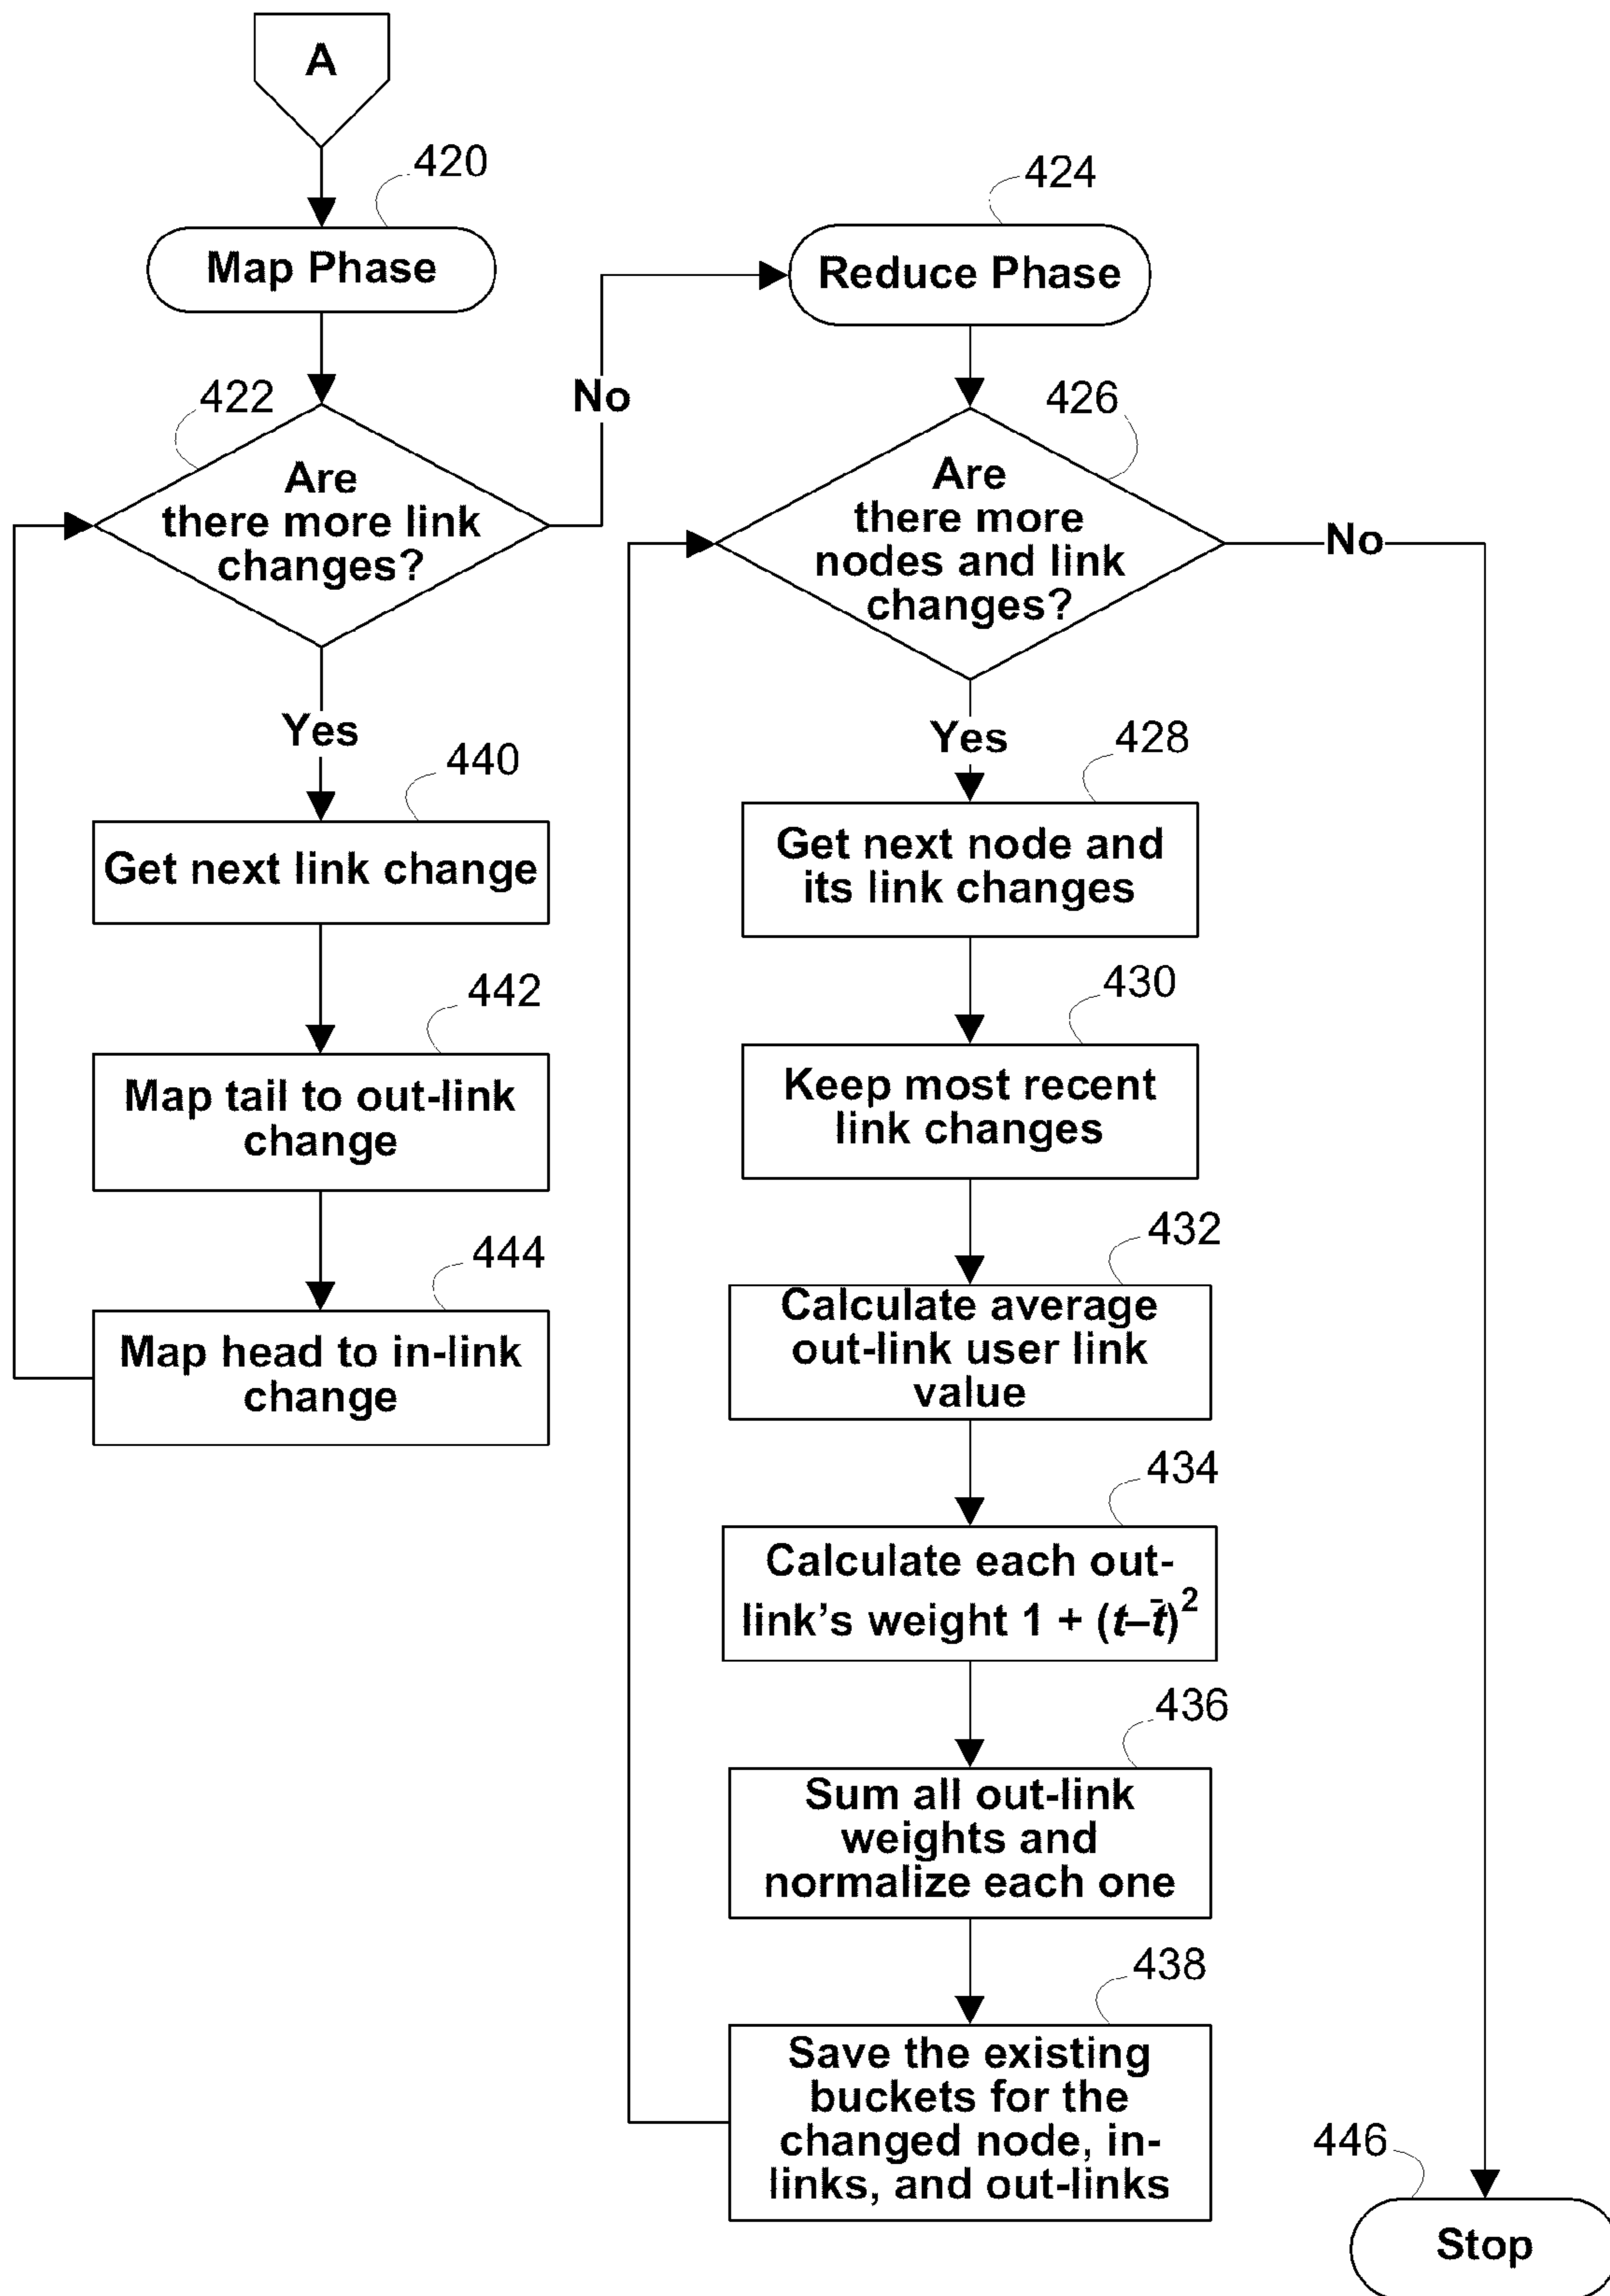 A
420
Map Phase
422
Are
there more link
changes?
No
Yes
440
Get next link change
442
Map tail to out-link
change
444
Map head to in-link
change
424
Reduce Phase
426
Are
there more
nodes and link
changes?
No
Yes
428
Get next node and
its link changes
430
Keep most recent
link changes
432
Calculate average
out-link user link
value
434
Calculate each out-
link's weight 1 + (t–t̄)²
436
Sum all out-link
weights and
normalize each one
438
Save the existing
buckets for the
changed node, in-
links, and out-links
446
Stop